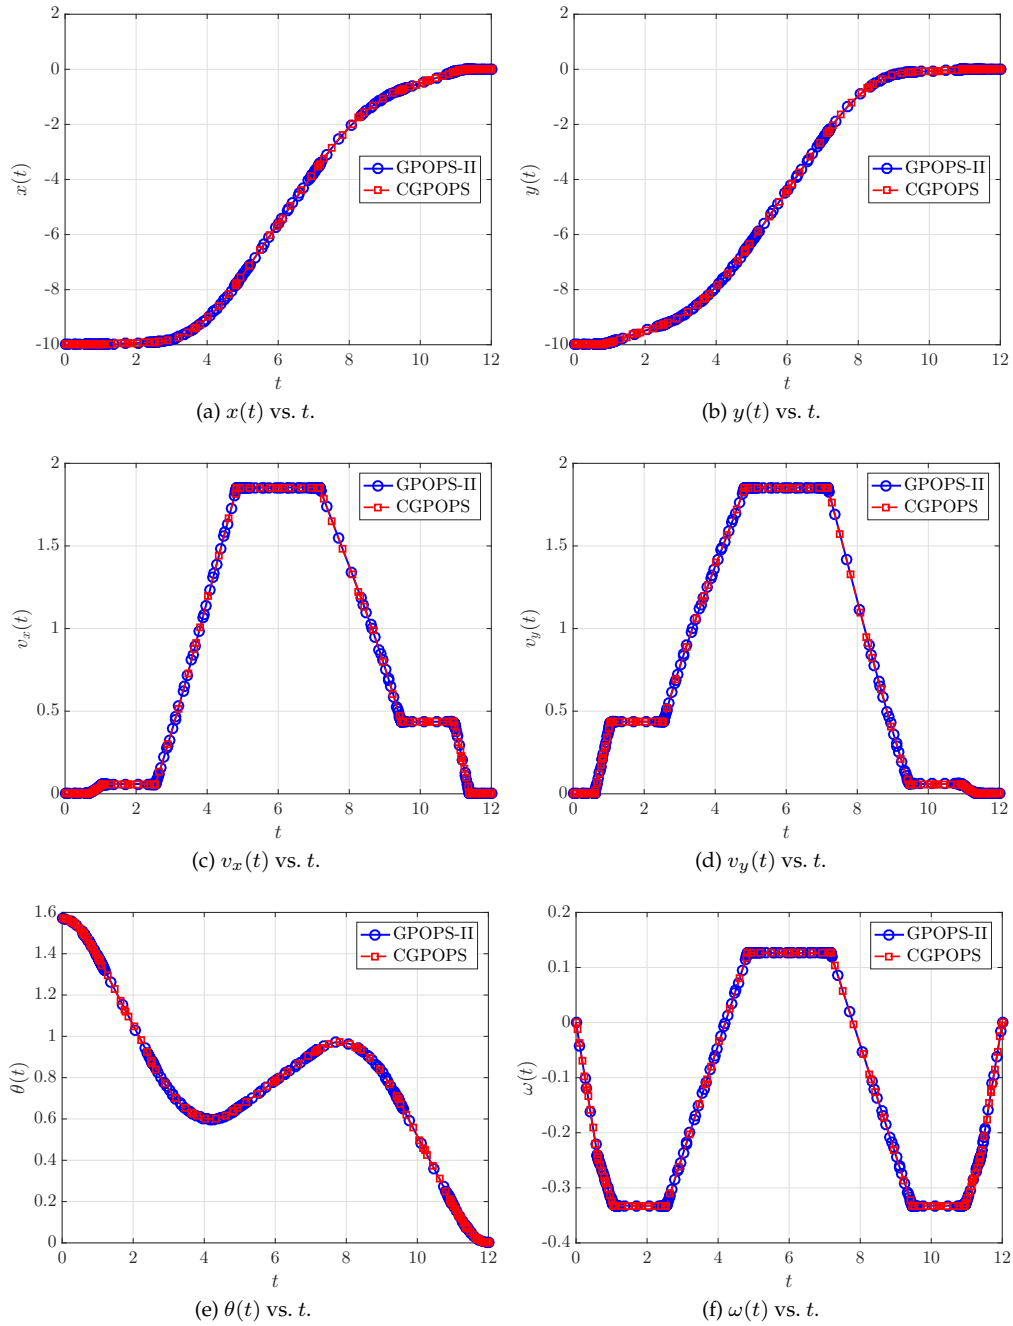 2
0
-2
-4
-6
-8
-10
x(t)
GPOPS-II
CGPOPS
0 2 4 6 8 10 12
t
(a) x(t) vs. t.
2
0
-2
-4
-6
-8
-10
y(t)
GPOPS-II
CGPOPS
0 2 4 6 8 10 12
t
(b) y(t) vs. t.
2
1.5
1
0.5
0
v_x(t)
GPOPS-II
CGPOPS
0 2 4 6 8 10 12
t
(c) v_x(t) vs. t.
2
1.5
1
0.5
0
v_y(t)
GPOPS-II
CGPOPS
0 2 4 6 8 10 12
t
(d) v_y(t) vs. t.
1.6
1.4
1.2
1
0.8
0.6
0.4
0.2
0
θ(t)
GPOPS-II
CGPOPS
0 2 4 6 8 10 12
t
(e) θ(t) vs. t.
0.2
0.1
0
-0.1
-0.2
-0.3
-0.4
ω(t)
GPOPS-II
CGPOPS
0 2 4 6 8 10 12
t
(f) ω(t) vs. t.